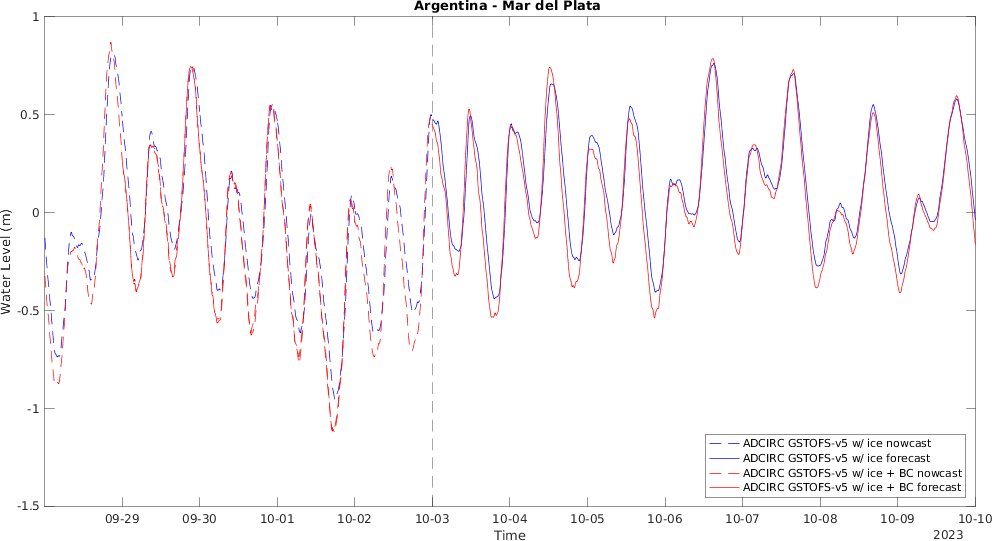 Argentina - Mar del Plata
1
0.5
0
-0.5
-1
-1.5
Water Level (m)
09-29 09-30 10-01 10-02 10-03 10-04 10-05 10-06 10-07 10-08 10-09 10-10
Time
2023
ADCIRC GSTOFS-v5 w/ ice nowcast
ADCIRC GSTOFS-v5 w/ ice forecast
ADCIRC GSTOFS-v5 w/ ice + BC nowcast
ADCIRC GSTOFS-v5 w/ ice + BC forecast